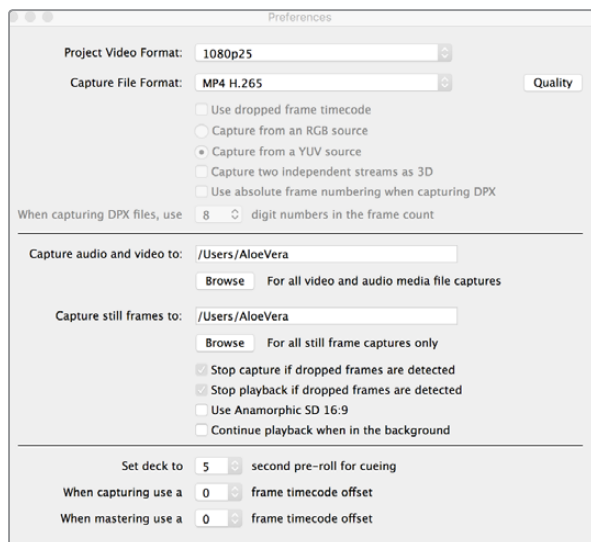 Preferences
Project Video Format: 1080p25
Capture File Format: MP4 H.265 Quality
Use dropped frame timecode
Capture from an RGB source
Capture from a YUV source
Capture two independent streams as 3D
Use absolute frame numbering when capturing DPX
When capturing DPX files, use 8 digit numbers in the frame count
Capture audio and video to: /Users/AloeVera
Browse For all video and audio media file captures
Capture still frames to: /Users/AloeVera
Browse For all still frame captures only
Stop capture if dropped frames are detected
Stop playback if dropped frames are detected
Use Anamorphic SD 16:9
Continue playback when in the background
Set deck to 5 second pre-roll for cueing
When capturing use a 0 frame timecode offset
When mastering use a 0 frame timecode offset